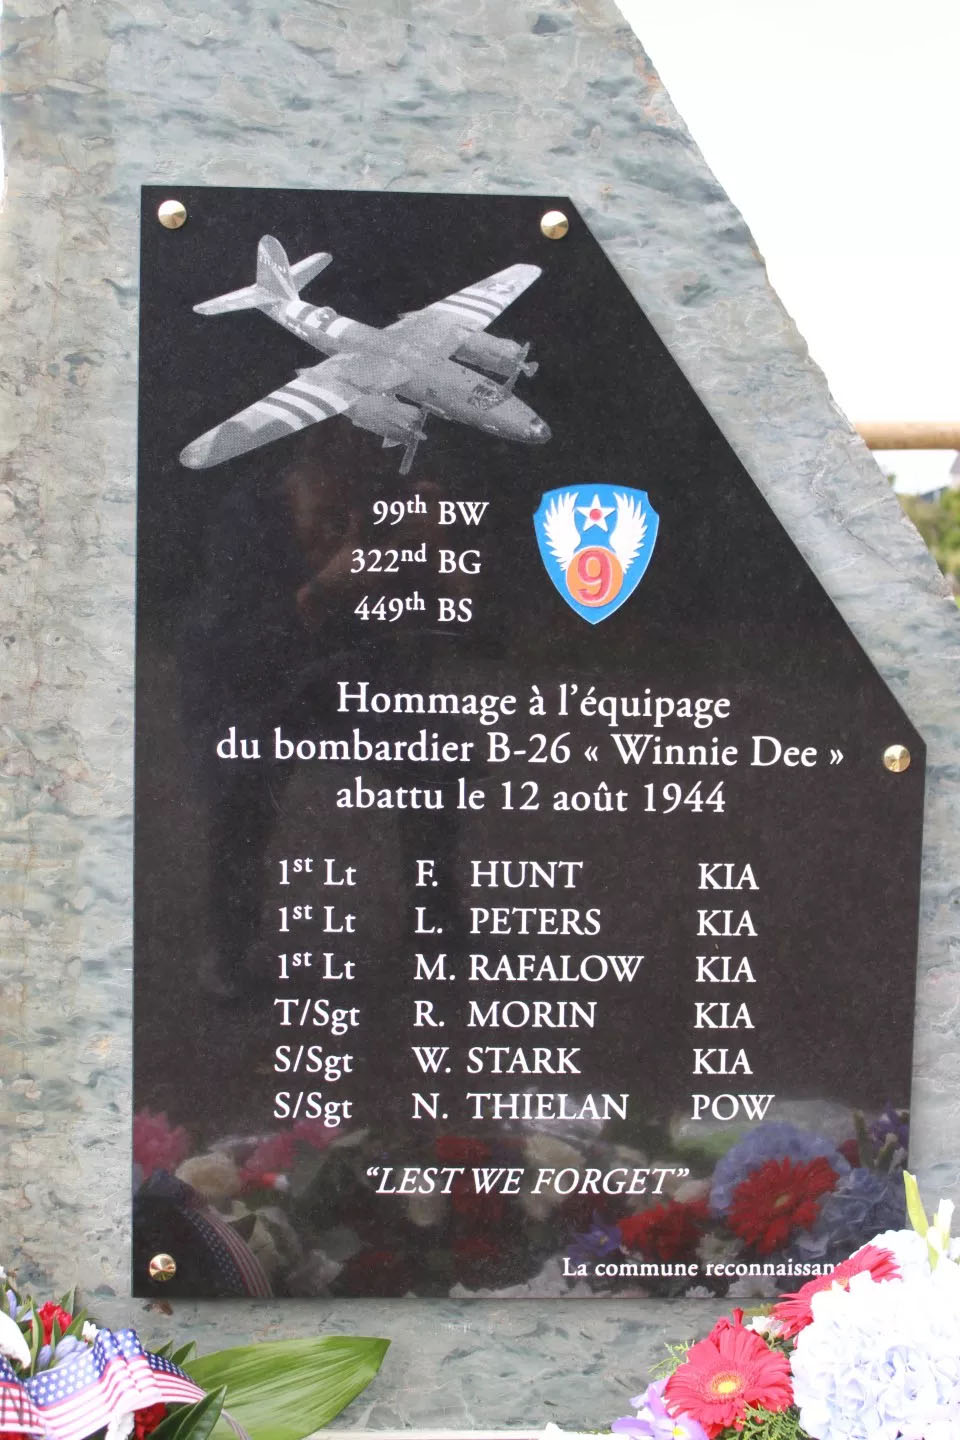 99th BW
322nd BG
9
449th BS
Hommage à l'équipage
du bombardier B-26 « Winnie Dee »
abattu le 12 août 1944
1st Lt F. HUNT KIA
1st Lt L. PETERS KIA
1st Lt M. RAFALOW KIA
T/Sgt R. MORIN KIA
S/Sgt W. STARK KIA
S/Sgt N. THIELAN POW
“LEST WE FORGET”
La commune